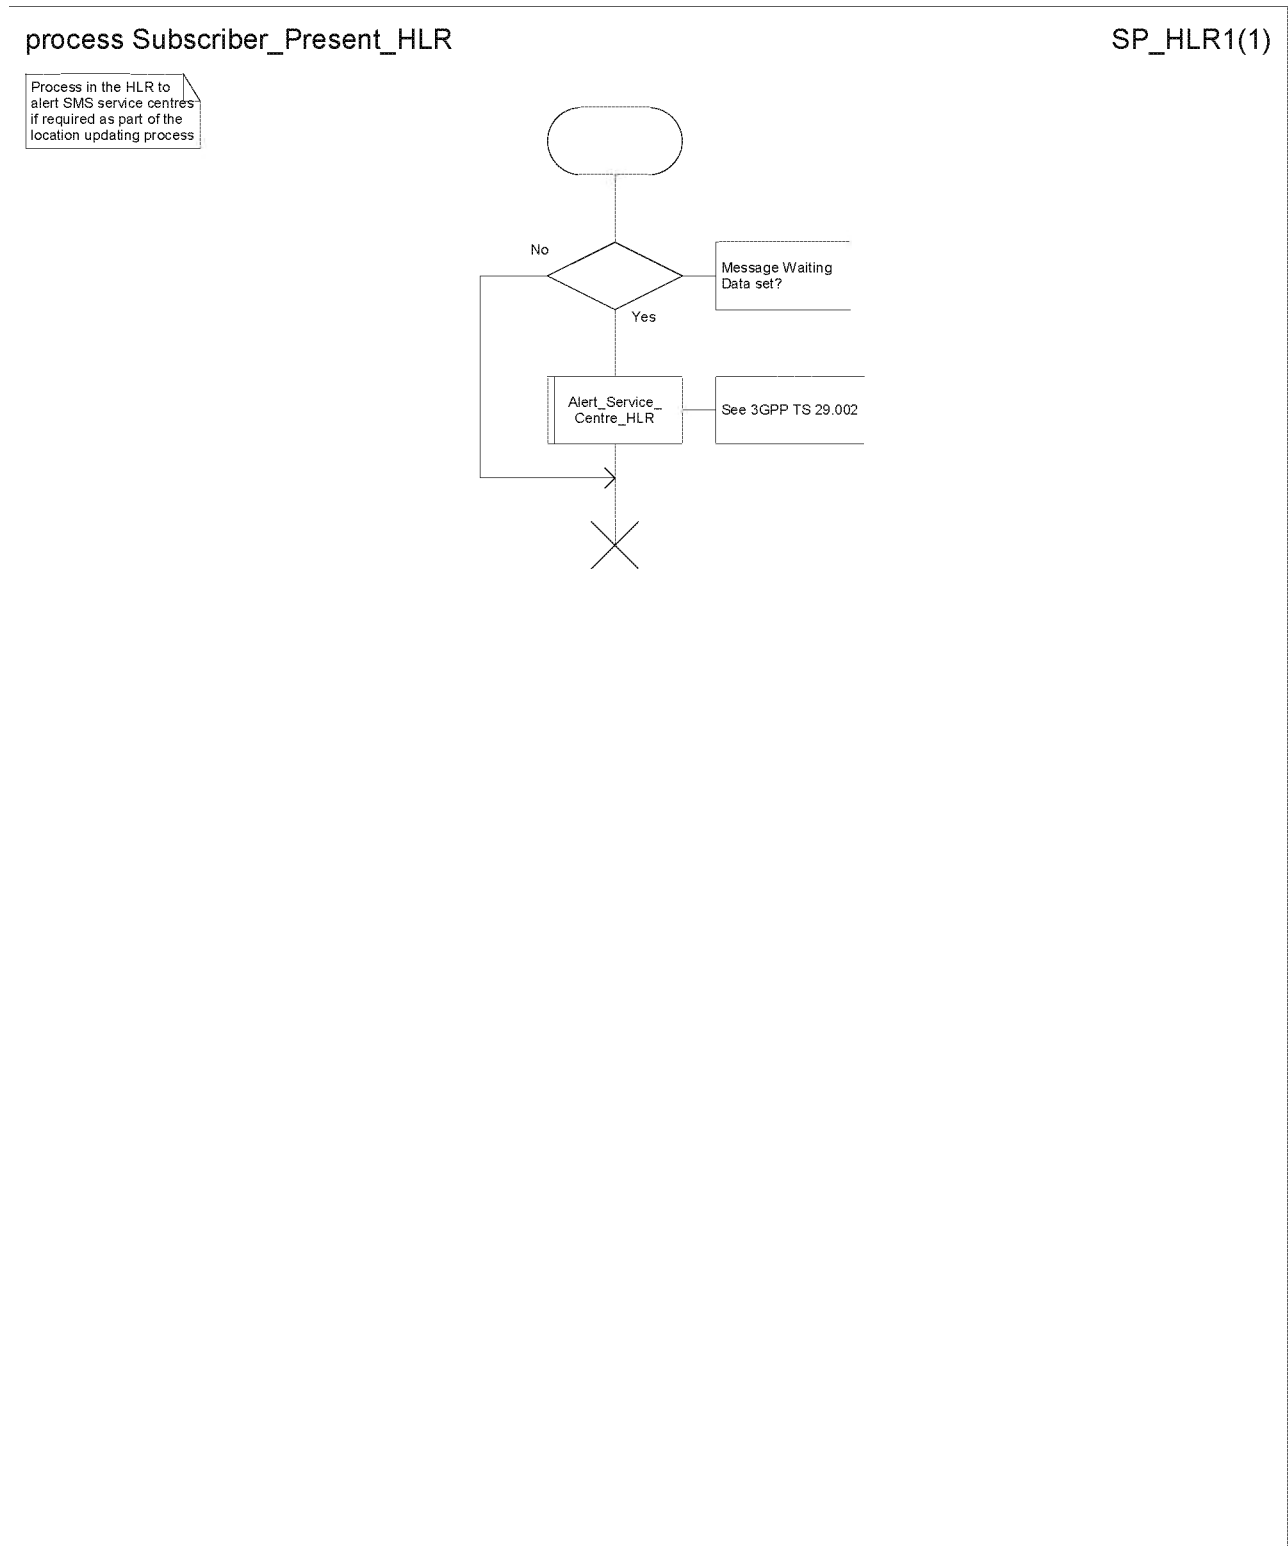 process Subscriber_Present_HLR
SP_HLR1(1)
Process in the HLR to
alert SMS service centres
if required as part of the
location updating process
No
Message Waiting
Data set?
Yes
Alert_Service_
Centre_HLR
See 3GPP TS 29.002